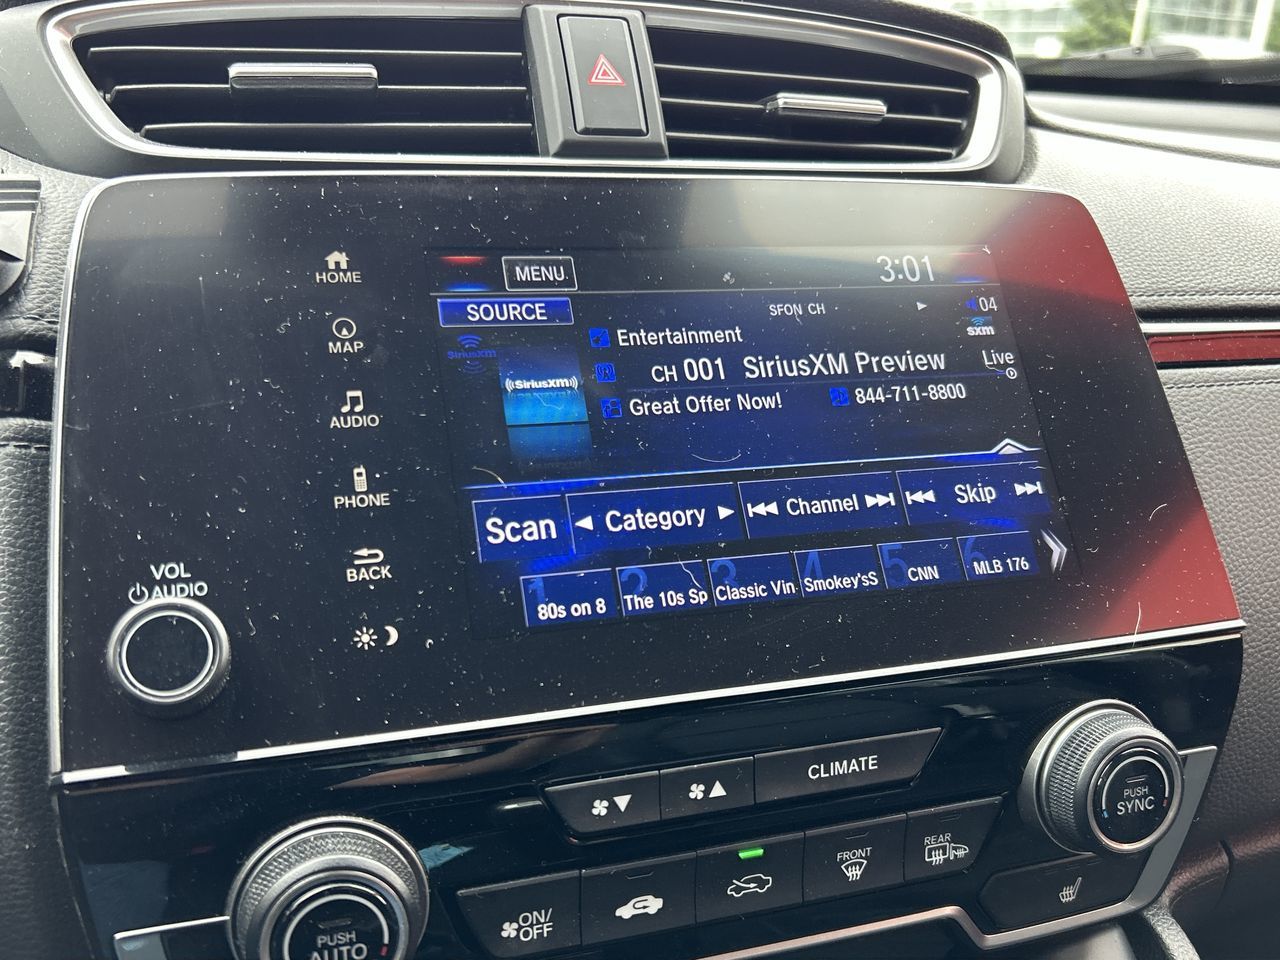 HOME
MAP
AUDIO
PHONE
BACK
VOL
AUDIO
MENU
3:01
SOURCE
SFON CH
04
sxm
SiriusXM
((SiriusXM))
Entertainment
CH 001 SiriusXM Preview
Live
Great Offer Now!
844-711-8800
Scan
Category
Channel
Skip
1 80s on 8
2 The 10s Sp
3 Classic Vin
4 Smokey'sS
5 CNN
6 MLB 176
CLIMATE
PUSH
SYNC
PUSH
AUTO
ON/
OFF
FRONT
REAR